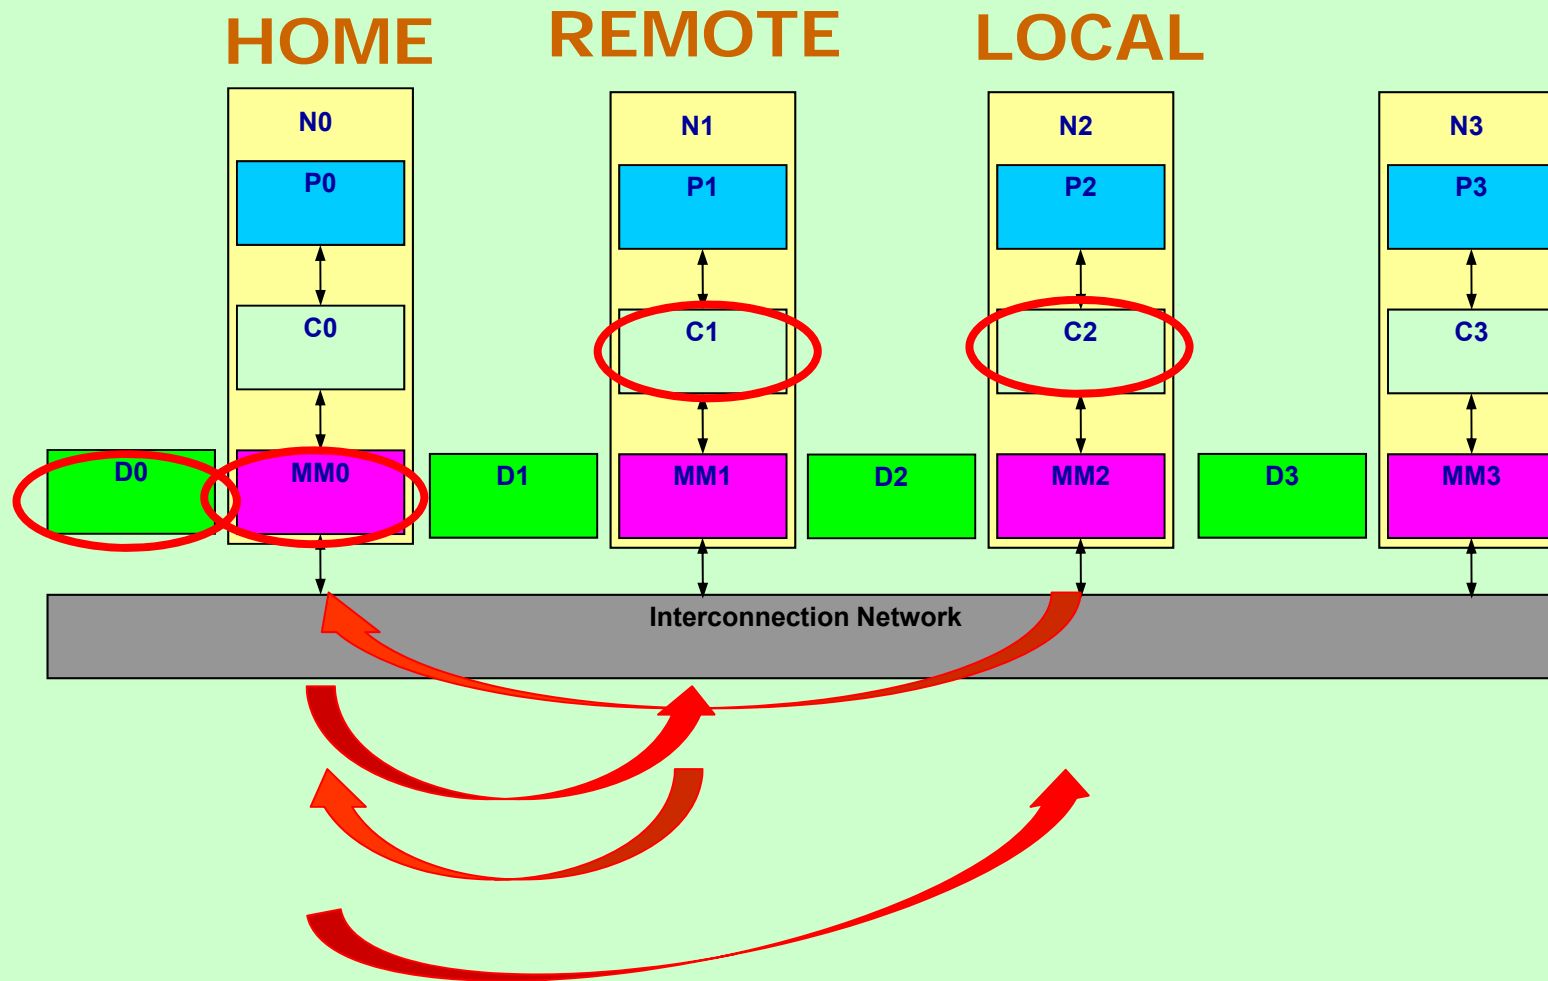 HOME REMOTE LOCAL
N0 N1 N2 N3
P0 P1 P2 P3
C0 C1 C2 C3
D0 MM0 D1 MM1 D2 MM2 D3 MM3
Interconnection Network